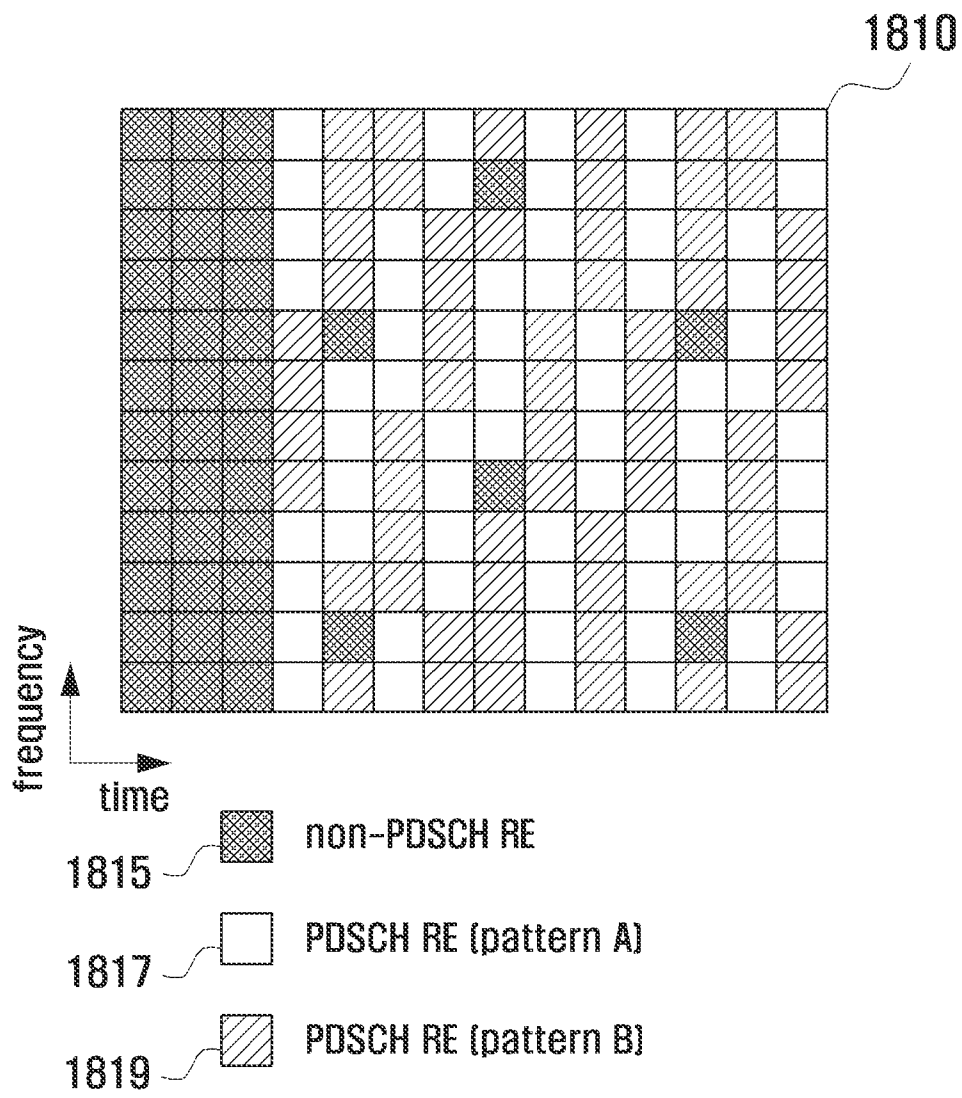 1810
frequency
time
1815
non-PDSCH RE
1817
PDSCH RE (pattern A)
1819
PDSCH RE (pattern B)